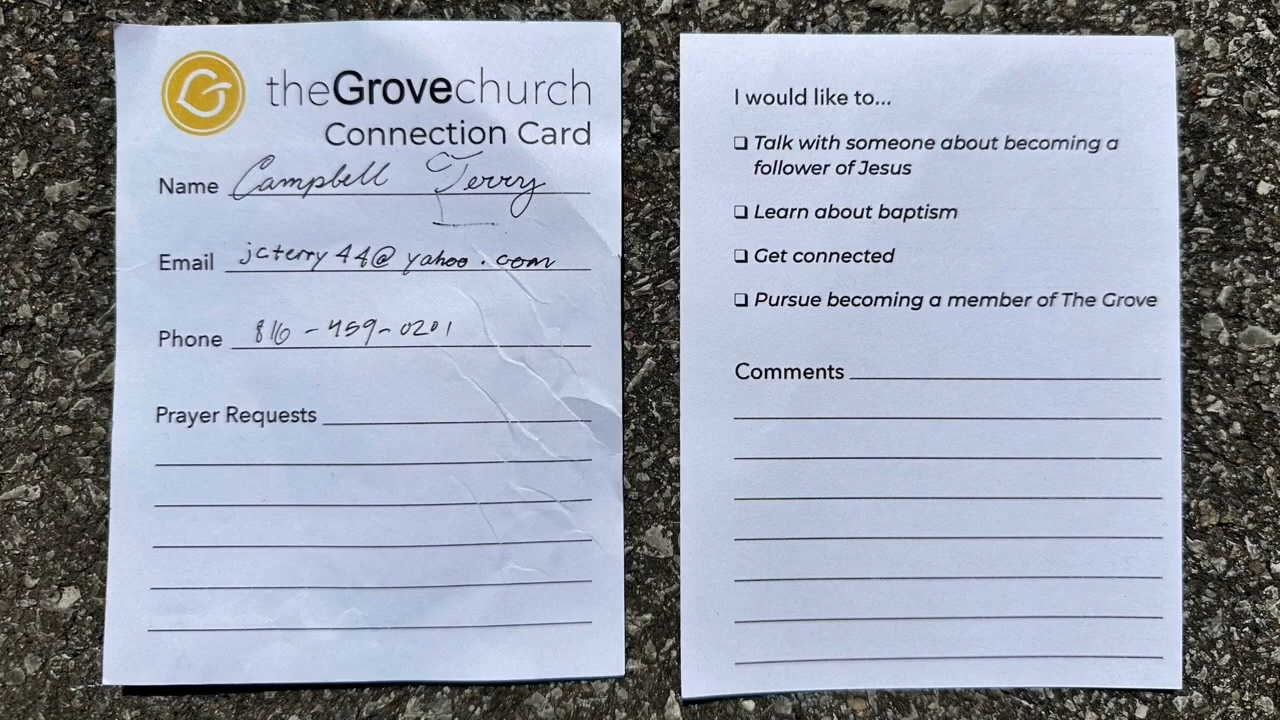 theGrovechurch
Connection Card
Name Campbell Terry
Email jcterry44@yahoo.com
Phone 816-459-0201
Prayer Requests
I would like to...
Talk with someone about becoming a
follower of Jesus
Learn about baptism
Get connected
Pursue becoming a member of The Grove
Comments